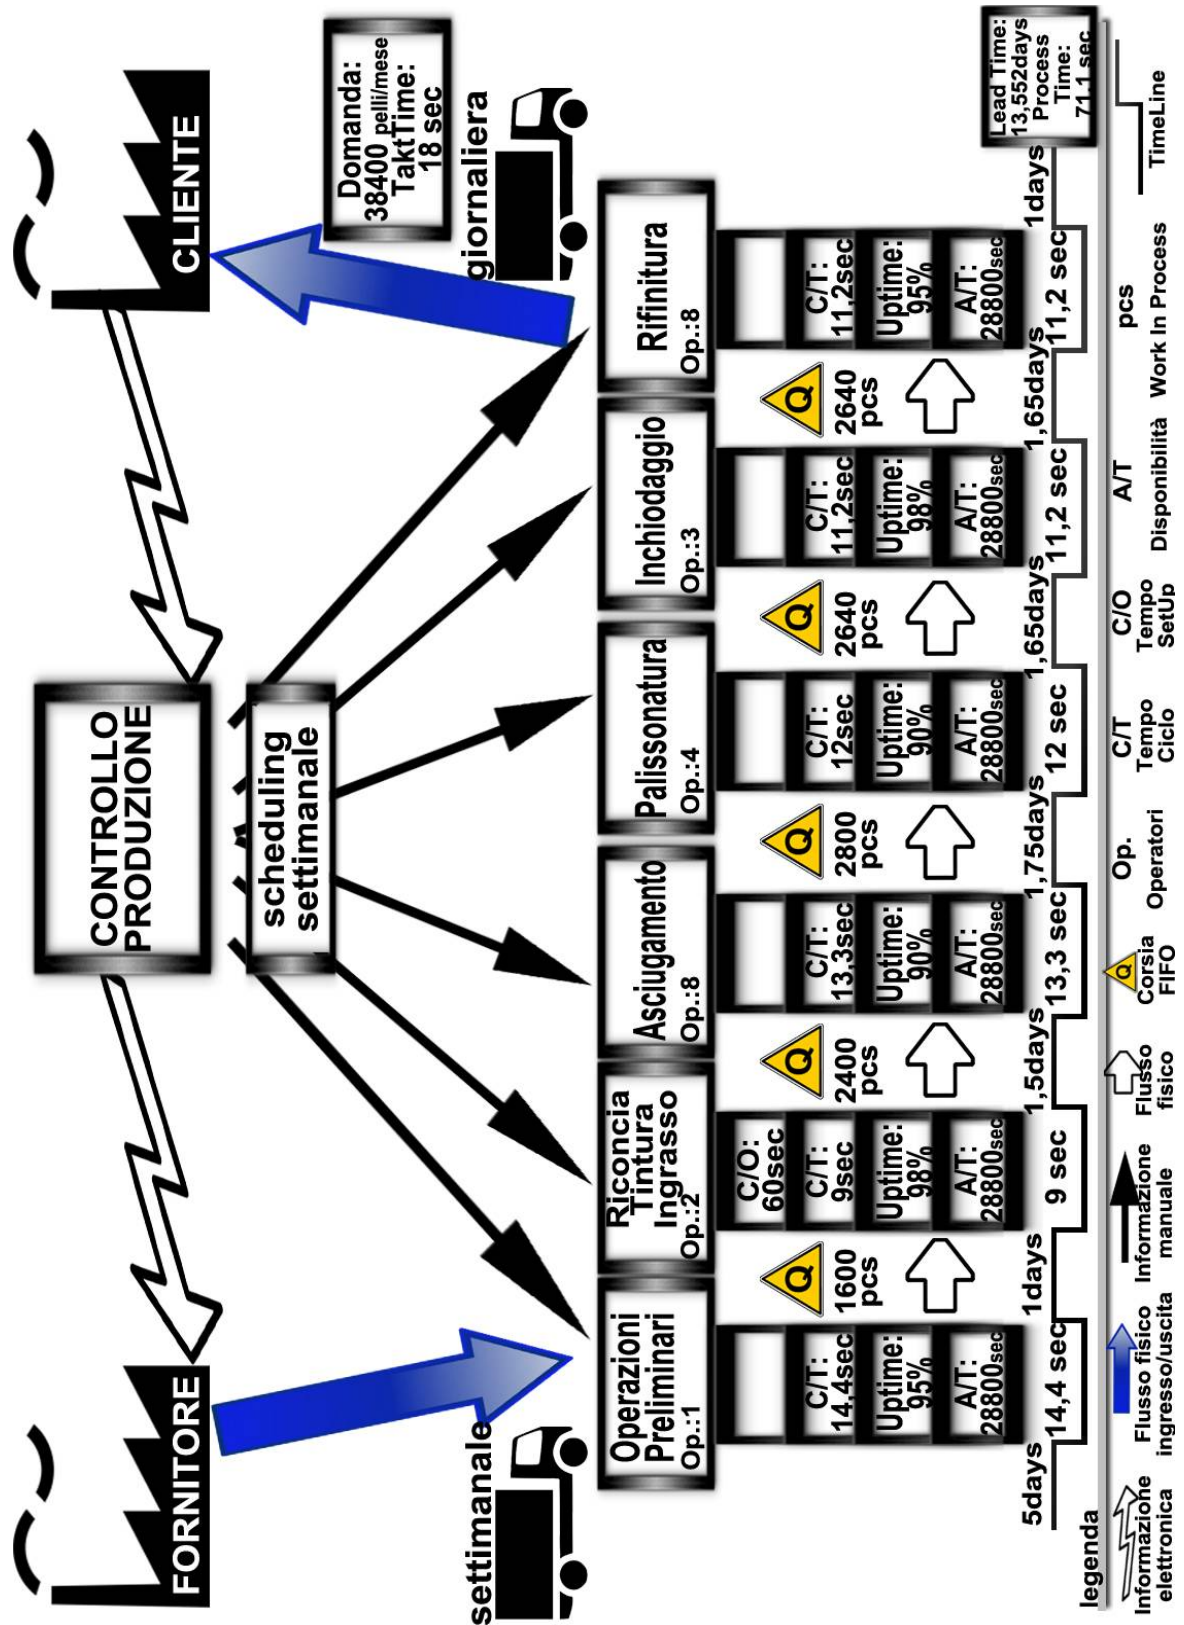 FORNITORE
CONTROLLO
PRODUZIONE
CLIENTE
scheduling
settimanale
Domanda:
38400 pelli/mese
TaktTime:
18 sec
settimanale
giornaliera
Operazioni
Preliminari
Op.:1
Riconcia
Tintura
Ingrasso
Op.:2
Asciugamento
Op.:8
Palissonatura
Op.:4
Inchiodaggio
Op.:3
Rifinitura
Op.:8
C/T:
14,4sec
Uptime:
95%
A/T:
28800sec
Q
1600
pcs
C/O:
60sec
C/T:
9sec
Uptime:
98%
A/T:
28800sec
Q
2400
pcs
C/T:
13,3sec
Uptime:
90%
A/T:
28800sec
Q
2800
pcs
C/T:
12sec
Uptime:
90%
A/T:
28800sec
Q
2640
pcs
C/T:
11,2sec
Uptime:
98%
A/T:
28800sec
Q
2640
pcs
C/T:
11,2sec
Uptime:
95%
A/T:
28800sec
5days
14,4 sec
1days
9 sec
1,5days
13,3 sec
1,75days
12 sec
1,65days
11,2 sec
1,65days
11,2 sec
1days
Lead Time:
13,552days
Process
Time:
71.1 sec
legenda
Informazione
elettronica
Flusso fisico
ingresso/uscita
Informazione
manuale
Flusso
fisico
Q
Corsia
FIFO
Op.
Operatori
C/T
Tempo
Ciclo
C/O
Tempo
SetUp
A/T
Disponibilità
pcs
Work In Process
TimeLine